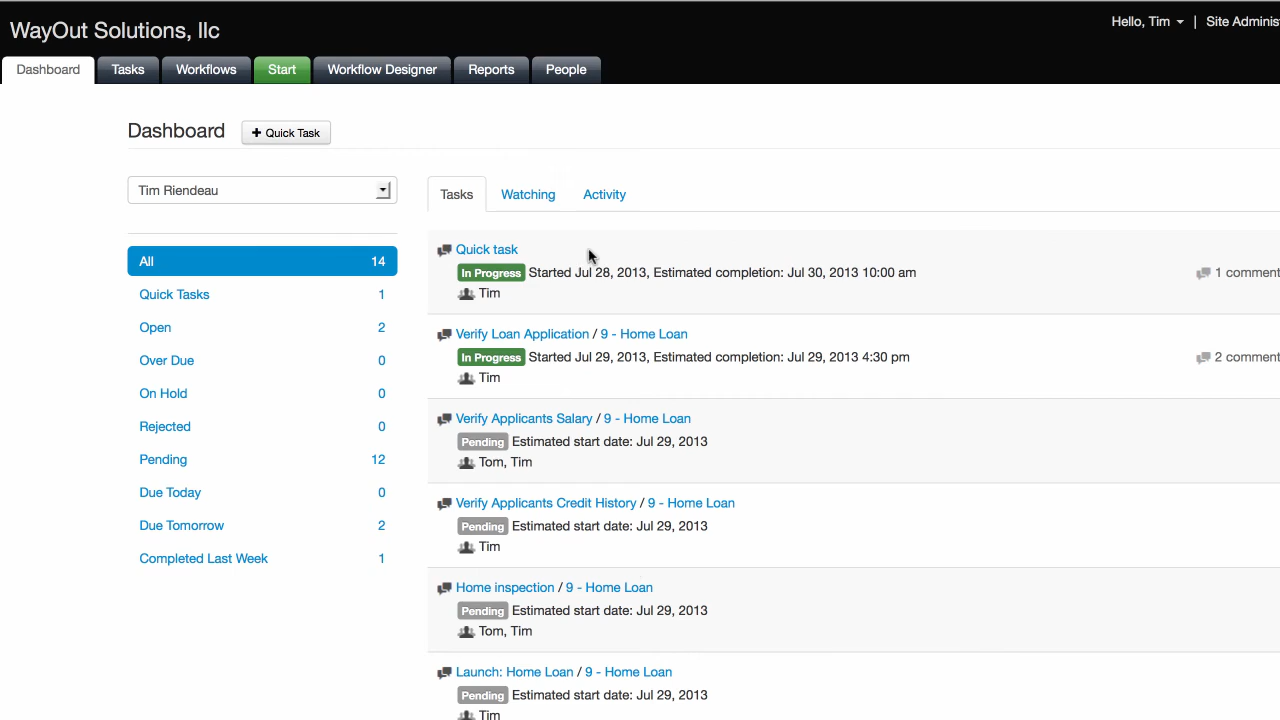 WayOut Solutions, llc
Hello, Tim | Site Adminis
Dashboard Tasks Workflows Start Workflow Designer Reports People
Dashboard + Quick Task
Tim Riendeau
All 14
Quick Tasks 1
Open 2
Over Due 0
On Hold 0
Rejected 0
Pending 12
Due Today 0
Due Tomorrow 2
Completed Last Week 1
Tasks Watching Activity
Quick task
In Progress Started Jul 28, 2013, Estimated completion: Jul 30, 2013 10:00 am 1 comment
Tim
Verify Loan Application / 9 - Home Loan
In Progress Started Jul 29, 2013, Estimated completion: Jul 29, 2013 4:30 pm 2 comment
Tim
Verify Applicants Salary / 9 - Home Loan
Pending Estimated start date: Jul 29, 2013
Tom, Tim
Verify Applicants Credit History / 9 - Home Loan
Pending Estimated start date: Jul 29, 2013
Tim
Home inspection / 9 - Home Loan
Pending Estimated start date: Jul 29, 2013
Tom, Tim
Launch: Home Loan / 9 - Home Loan
Pending Estimated start date: Jul 29, 2013
Tim